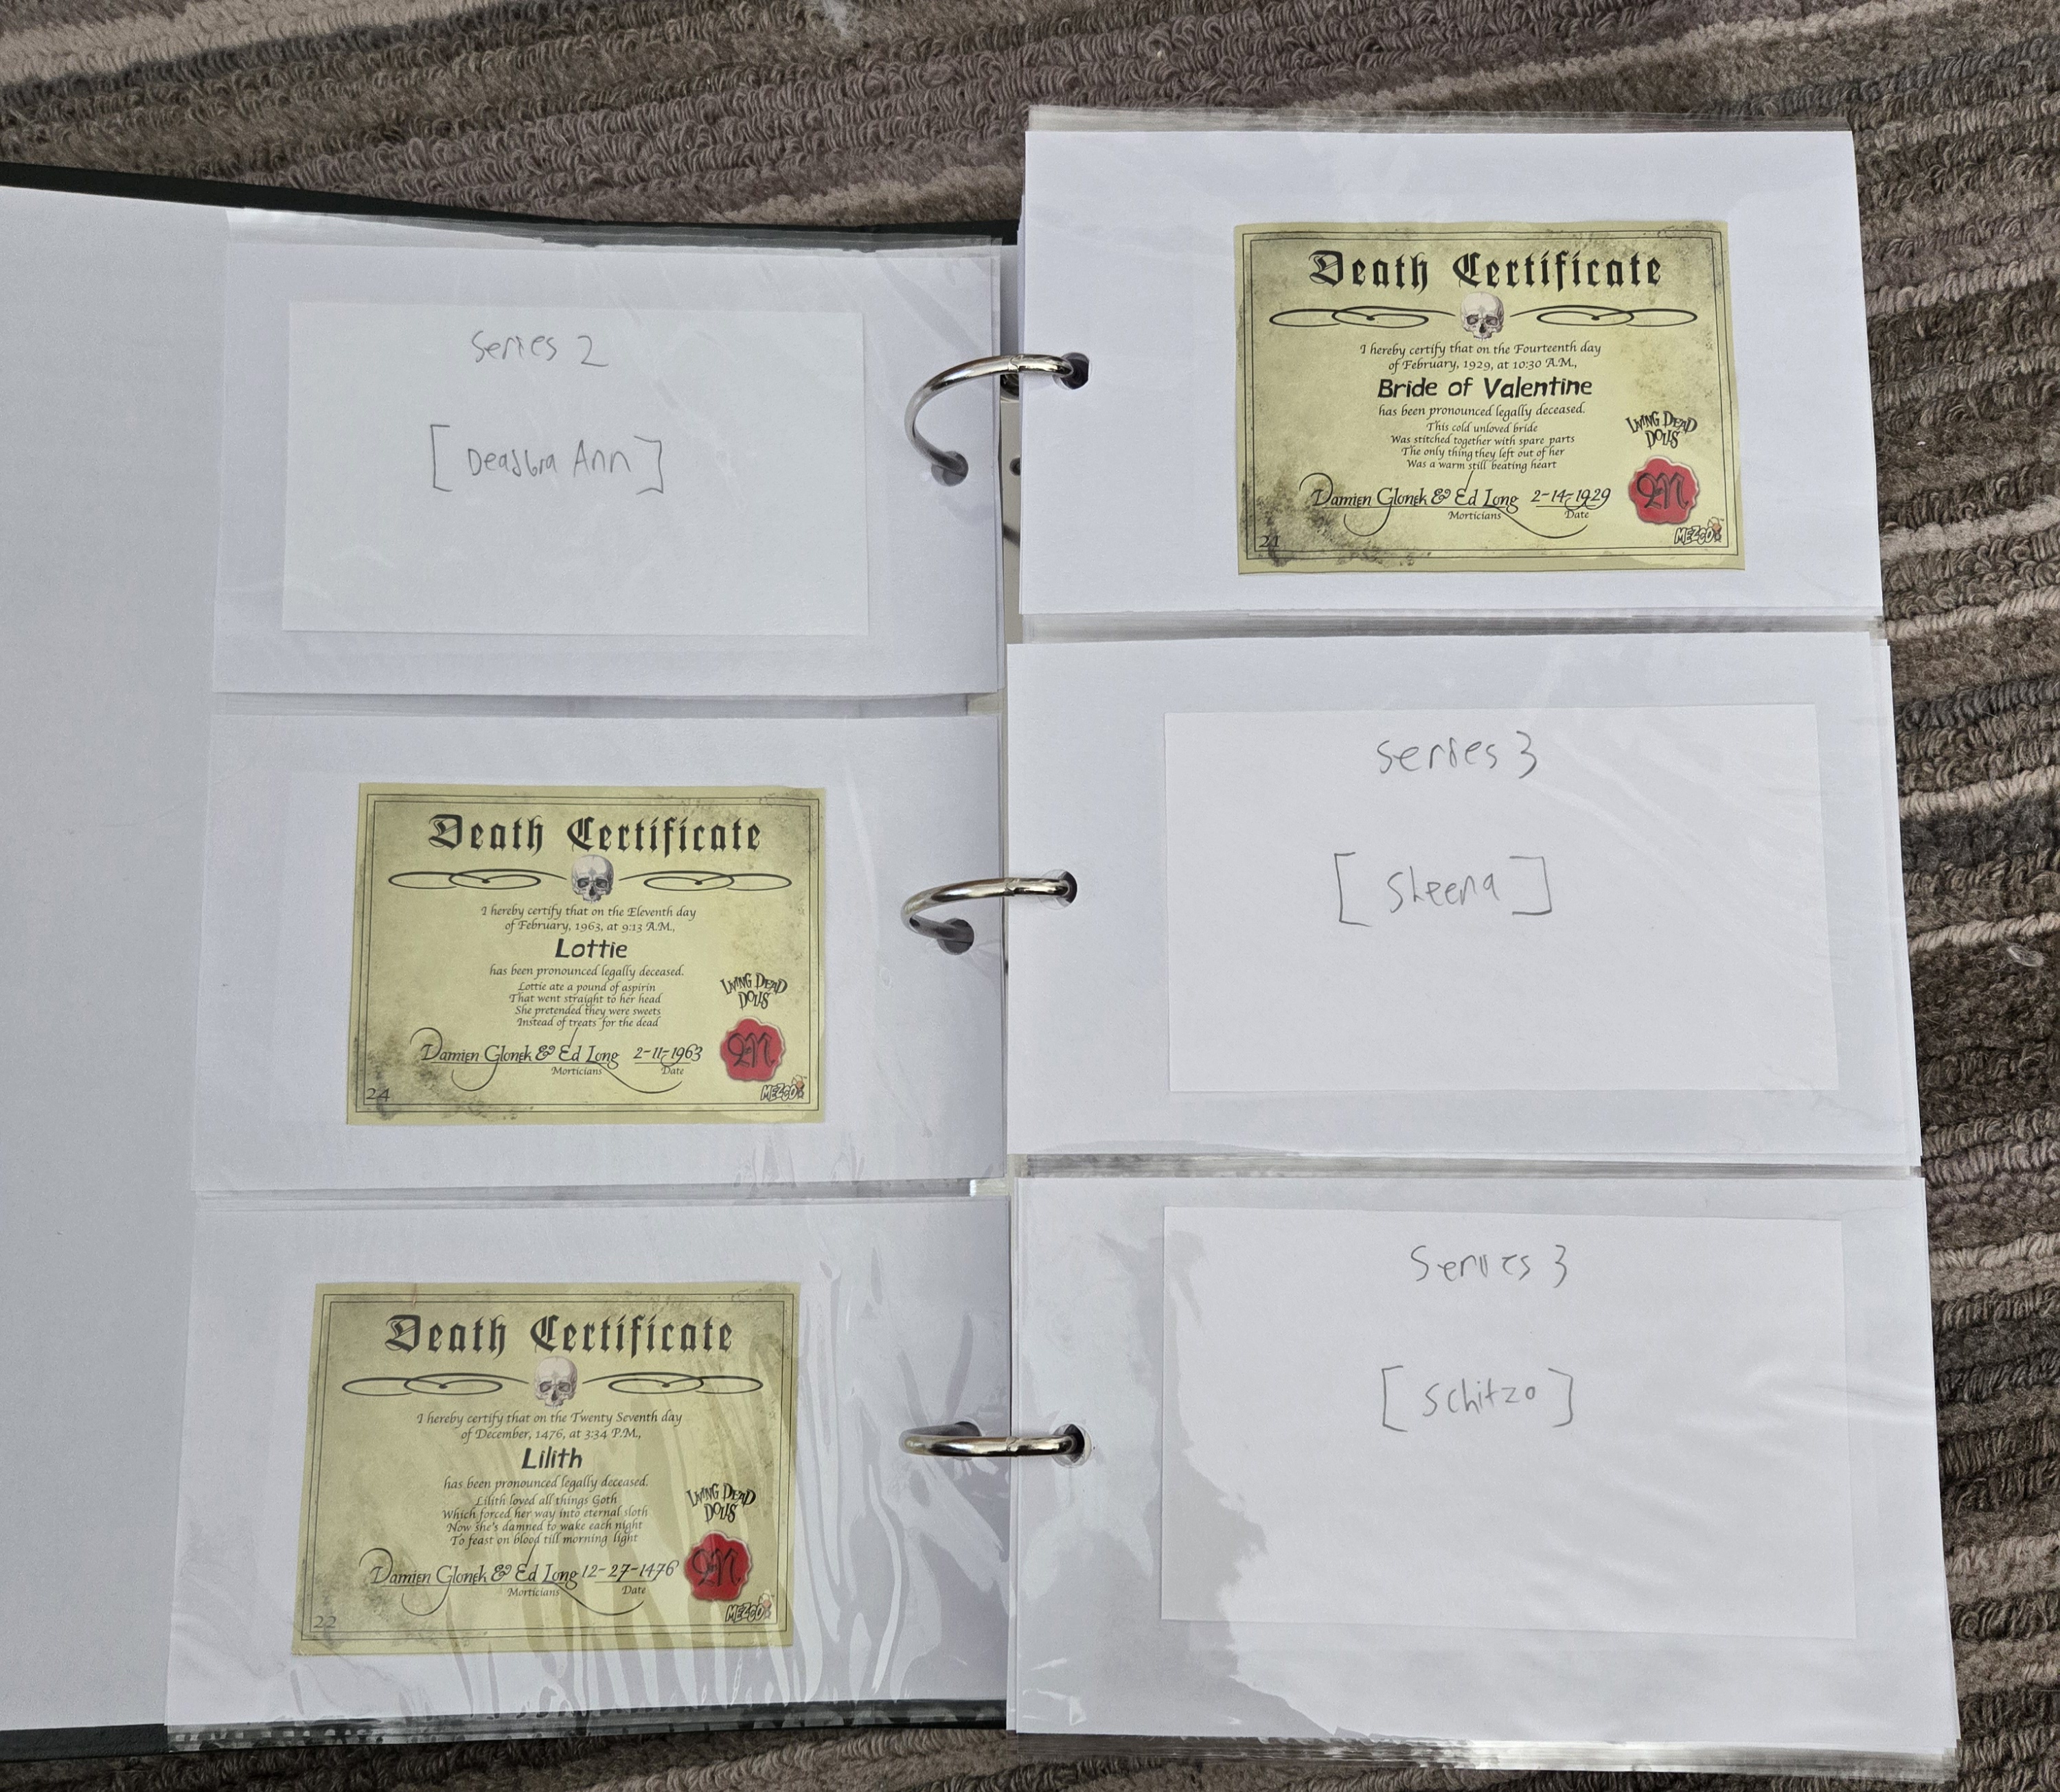 Series 2
[Deadbra Ann]
Death Certificate
I hereby certify that on the Eleventh day
of February, 1963, at 9:13 A.M.,
Lottie
has been pronounced legally deceased.
Lottie ate a pound of aspirin
That went straight to her head
She pretended they were sweets
Instead of treats for the dead
LIVING DEAD
DOLLS
Damien Glonek & Ed Long 2-11-1963
Morticians Date
24
MEZCO
Death Certificate
I hereby certify that on the Twenty Seventh day
of December, 1476, at 3:34 P.M.,
Lilith
has been pronounced legally deceased.
Lilith loved all things Goth
Which forced her way into eternal sloth
Now she's damned to wake each night
To feast on blood till morning light
LIVING DEAD
DOLLS
Damien Glonek & Ed Long 12-27-1476
Morticians Date
22
MEZCO
Death Certificate
I hereby certify that on the Fourteenth day
of February, 1929, at 10:30 A.M.,
Bride of Valentine
has been pronounced legally deceased.
This cold unloved bride
Was stitched together with spare parts
The only thing they left out of her
Was a warm still beating heart
LIVING DEAD
DOLLS
Damien Glonek & Ed Long 2-14-1929
Morticians Date
21
MEZCO
Series 3
[Sheena]
Series 3
[Schitzo]